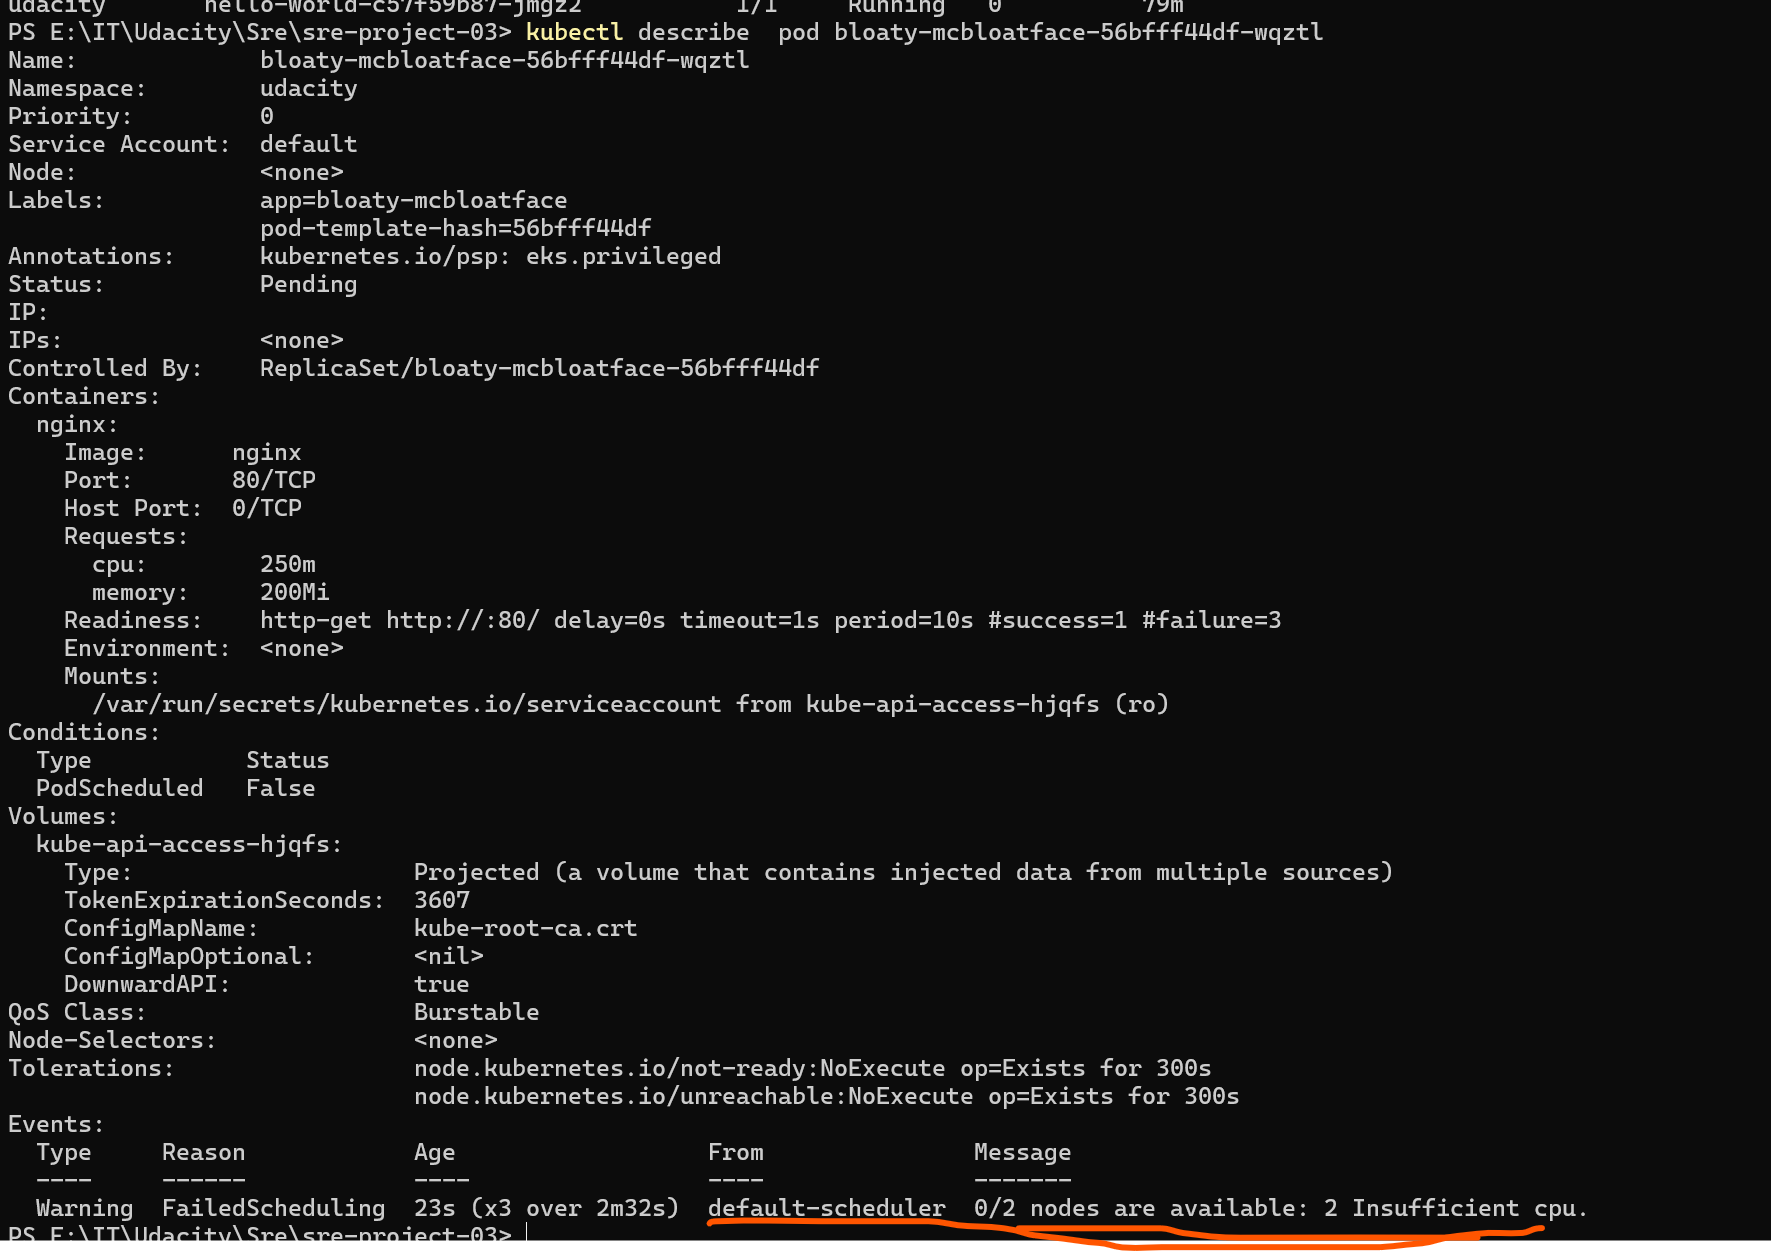 udacity hello-world-c57f59b87-jmgz2 1/1 Running 0 79m
PS E:\IT\Udacity\Sre\sre-project-03> kubectl describe  pod bloaty-mcbloatface-56bfff44df-wqztl
Name:             bloaty-mcbloatface-56bfff44df-wqztl
Namespace:        udacity
Priority:         0
Service Account:  default
Node:             <none>
Labels:           app=bloaty-mcbloatface
                  pod-template-hash=56bfff44df
Annotations:      kubernetes.io/psp: eks.privileged
Status:           Pending
IP:
IPs:              <none>
Controlled By:    ReplicaSet/bloaty-mcbloatface-56bfff44df
Containers:
  nginx:
    Image:      nginx
    Port:       80/TCP
    Host Port:  0/TCP
    Requests:
      cpu:        250m
      memory:     200Mi
    Readiness:    http-get http://:80/ delay=0s timeout=1s period=10s #success=1 #failure=3
    Environment:  <none>
    Mounts:
      /var/run/secrets/kubernetes.io/serviceaccount from kube-api-access-hjqfs (ro)
Conditions:
  Type           Status
  PodScheduled   False
Volumes:
  kube-api-access-hjqfs:
    Type:                    Projected (a volume that contains injected data from multiple sources)
    TokenExpirationSeconds:  3607
    ConfigMapName:           kube-root-ca.crt
    ConfigMapOptional:       <nil>
    DownwardAPI:             true
QoS Class:                   Burstable
Node-Selectors:              <none>
Tolerations:                 node.kubernetes.io/not-ready:NoExecute op=Exists for 300s
                             node.kubernetes.io/unreachable:NoExecute op=Exists for 300s
Events:
  Type     Reason            Age                  From               Message
  ----     ------            ----                 ----               -------
  Warning  FailedScheduling  23s (x3 over 2m32s)  default-scheduler  0/2 nodes are available: 2 Insufficient cpu.
PS E:\IT\Udacity\Sre\sre-project-03>